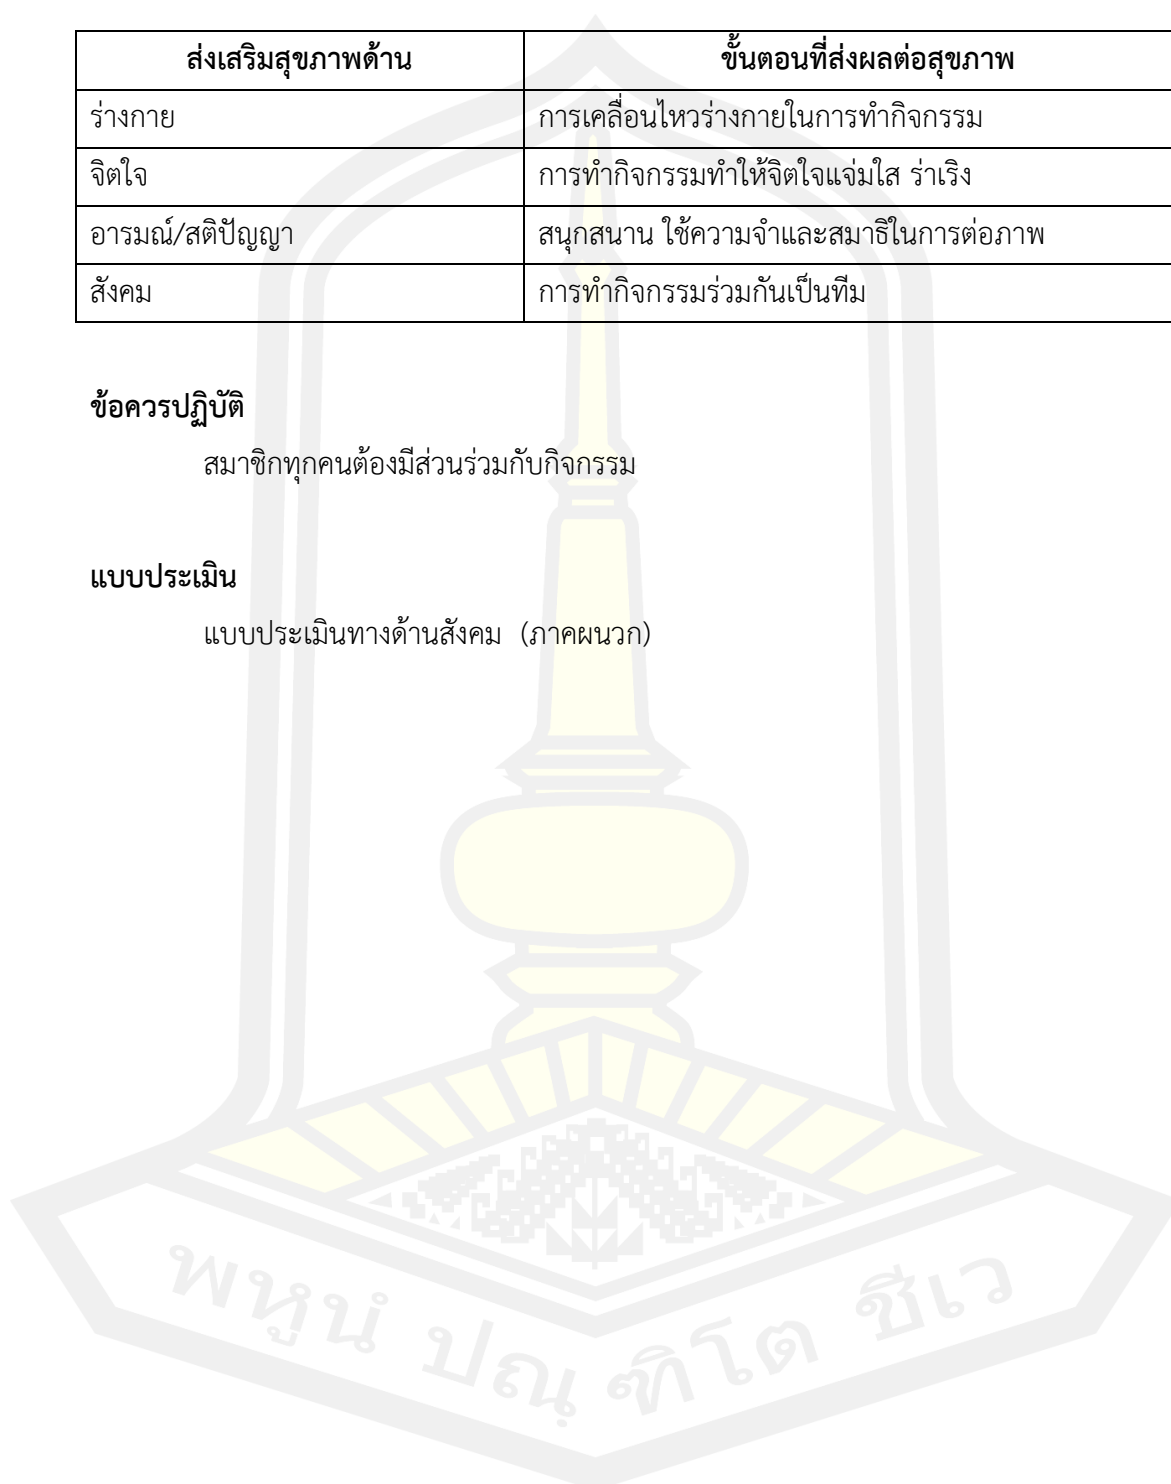 ส่งเสริมสุขภาพด้าน ขั้นตอนที่ส่งผลต่อสุขภาพ
ร่างกาย การเคลื่อนไหวร่างกายในการทำกิจกรรม
จิตใจ การทำกิจกรรมทำให้จิตใจแจ่มใส ร่าเริง
อารมณ์/สติปัญญา สนุกสนาน ใช้ความจำและสมาธิในการต่อภาพ
สังคม การทำกิจกรรมร่วมกันเป็นทีม
ข้อควรปฏิบัติ
สมาชิกทุกคนต้องมีส่วนร่วมกับกิจกรรม
แบบประเมิน
แบบประเมินทางด้านสังคม (ภาคผนวก)
พหูนํ ปณฺฑิโต ชีเว